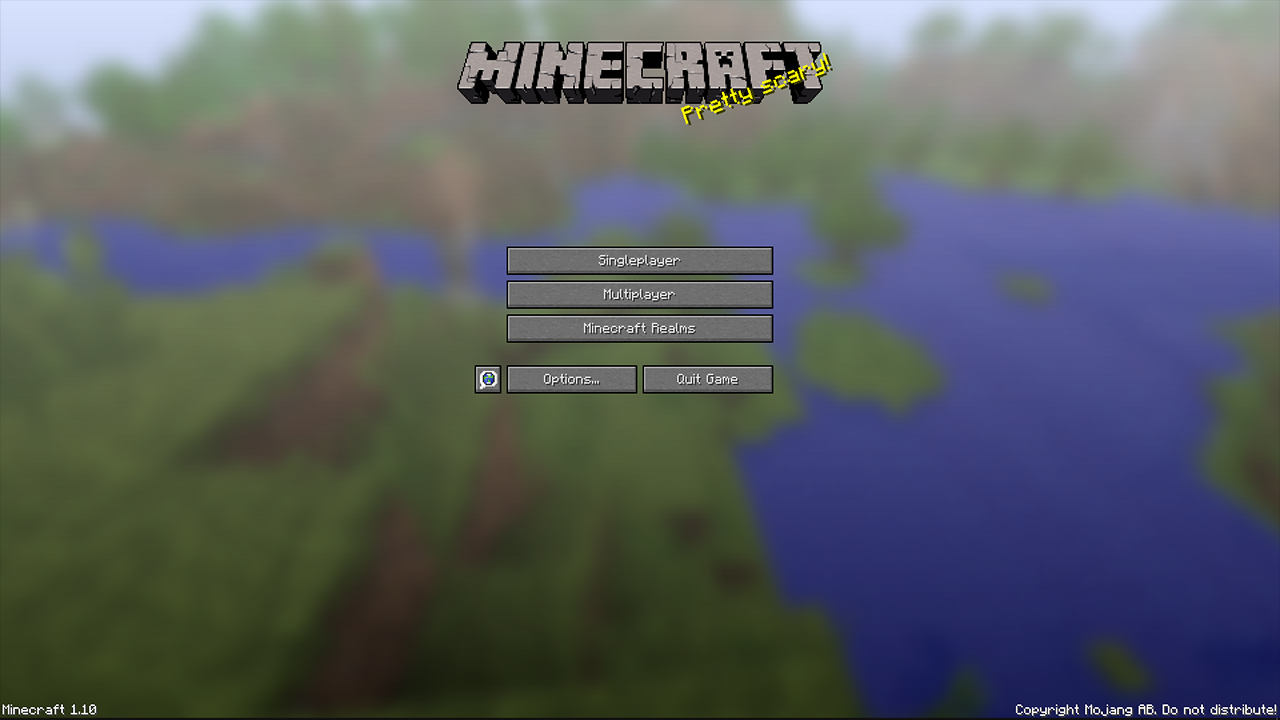 MINECRAFT
Pretty scary!
Singleplayer
Multiplayer
Minecraft Realms
Options...
Quit Game
Minecraft 1.10
Copyright Mojang AB. Do not distribute!